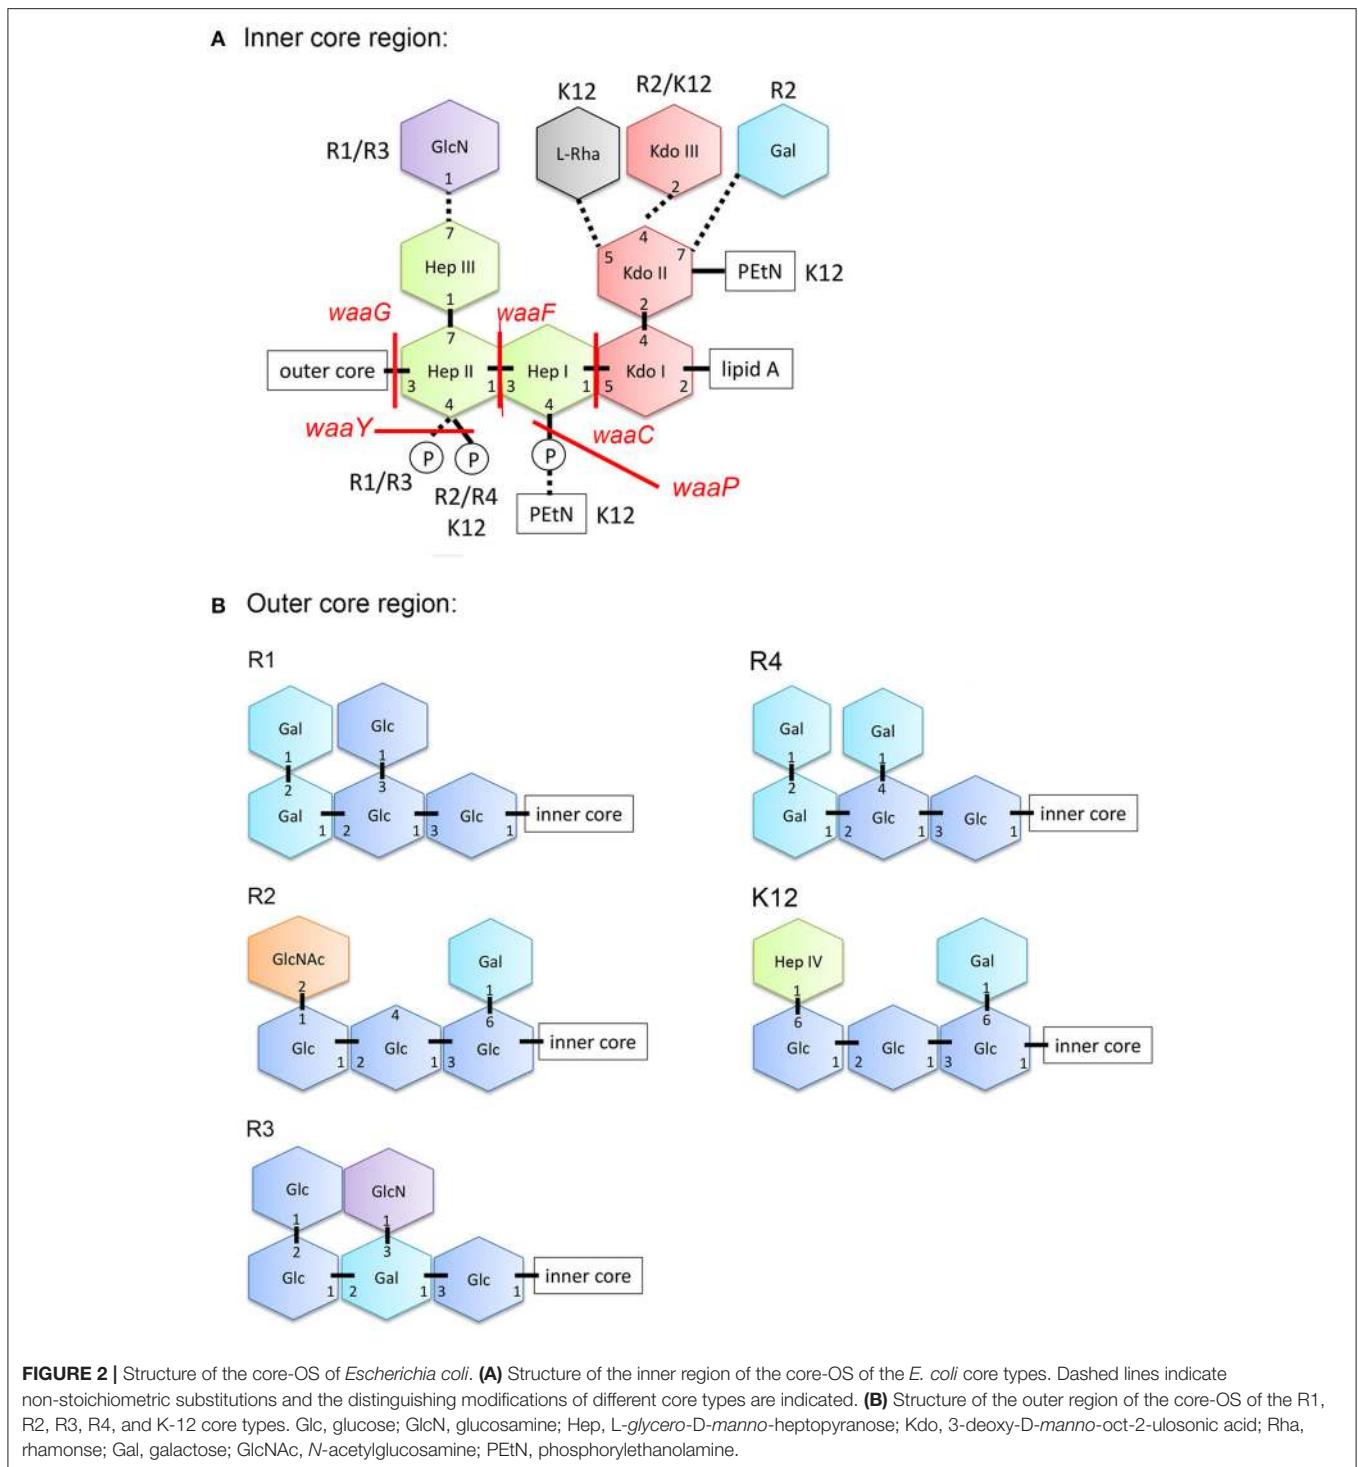 A Inner core region:
K12 R2/K12 R2
R1/R3 GlcN L-Rha Kdo III Gal
1 2
7 4
5 7
Hep III Kdo II PEtN K12
1 2
waaG waaF
7 4
outer core Hep II Hep I Kdo I lipid A
3 1 3 1 5 2
4 4
waaY waaC
P P P
R1/R3 waaP
R2/R4
K12 PEtN K12
B Outer core region:
R1
Gal Glc
1 1
2 3
Gal Glc Glc inner core
1 2 1 3 1
R4
Gal Gal
1 1
2 4
Gal Glc Glc inner core
1 2 1 3 1
R2
GlcNAc Gal
2 1
1 4 6
Glc Glc Glc inner core
1 2 1 3
K12
Hep IV Gal
1 1
6 6
Glc Glc Glc inner core
1 2 1 3 1
R3
Glc GlcN
1 1
2 3
Glc Gal Glc inner core
1 2 1 3 1
FIGURE 2 | Structure of the core-OS of Escherichia coli. (A) Structure of the inner region of the core-OS of the E. coli core types. Dashed lines indicate
non-stoichiometric substitutions and the distinguishing modifications of different core types are indicated. (B) Structure of the outer region of the core-OS of the R1,
R2, R3, R4, and K-12 core types. Glc, glucose; GlcN, glucosamine; Hep, L-glycero-D-manno-heptopyranose; Kdo, 3-deoxy-D-manno-oct-2-ulosonic acid; Rha,
rhamonse; Gal, galactose; GlcNAc, N-acetylglucosamine; PEtN, phosphorylethanolamine.